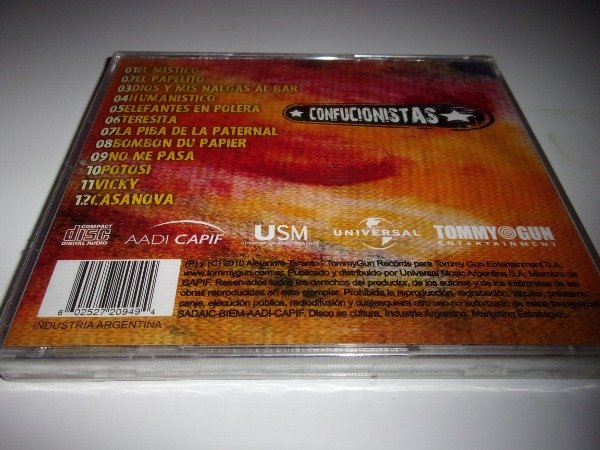 01EL MISTICO
02EL PAPELITO
03DIOS Y MIS NALGAS AL BAR
04HUMANISTICO
05ELEFANTES EN POLERA
06TERESITA
07LA PIBA DE LA PATERNAL
08BOMBON DU PAPIER
09NO ME PASA
10POTOSI
11VICKY
12CASANOVA
CONFUCIONISTAS
COMPACT
disc
DIGITAL AUDIO
AADI CAPIF
USM
UNIVERSAL
TOMMY GUN
ENTERTAINMENT
(P) y (C) 2010 Alejandro Taranto - TommyGun Records para Tommy Gun Entertainment S.A.
www.tommygun.com.ar. Publicado y distribuido por Universal Music Argentina S.A. Miembro de
CAPIF. Reservados todos los derechos del productor, de los autores y de los intérpretes de las
obras reproducidas en este ejemplar. Prohibida la reproducción, regrabación, alquiler, préstamo,
canje, ejecución pública, radiodifusión y cualesquiera otro uso no autorizado de estos fonogramas
SADAIC-BIEM-AADI-CAPIF. Disco es cultura. Industria Argentina. Marketing Estratégico.
6 02527 20949 4
INDUSTRIA ARGENTINA